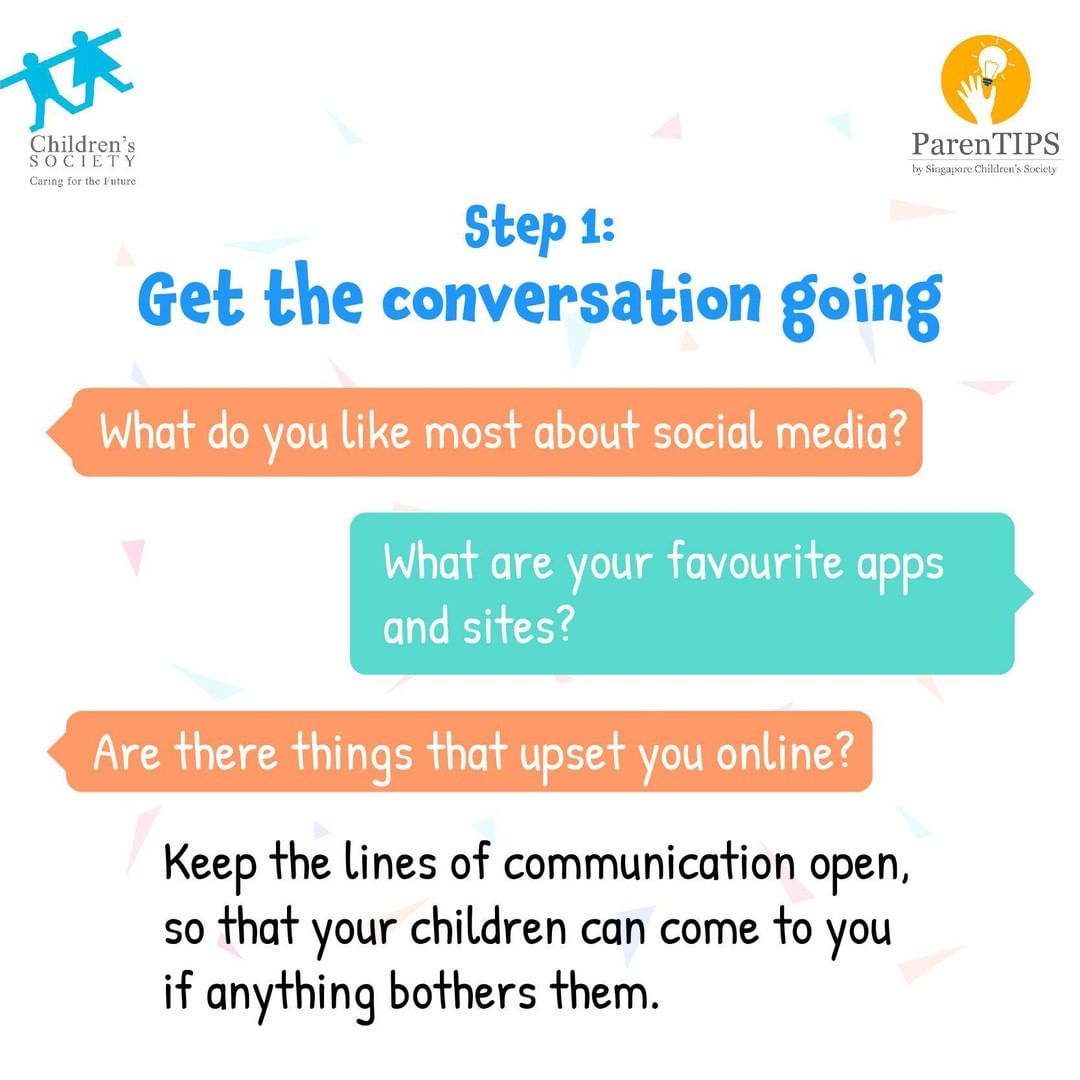 Children's
SOCIETY
Caring for the Future
ParenTIPS
by Singapore Children's Society
Step 1:
Get the conversation going
What do you like most about social media?
What are your favourite apps
and sites?
Are there things that upset you online?
Keep the lines of communication open,
so that your children can come to you
if anything bothers them.